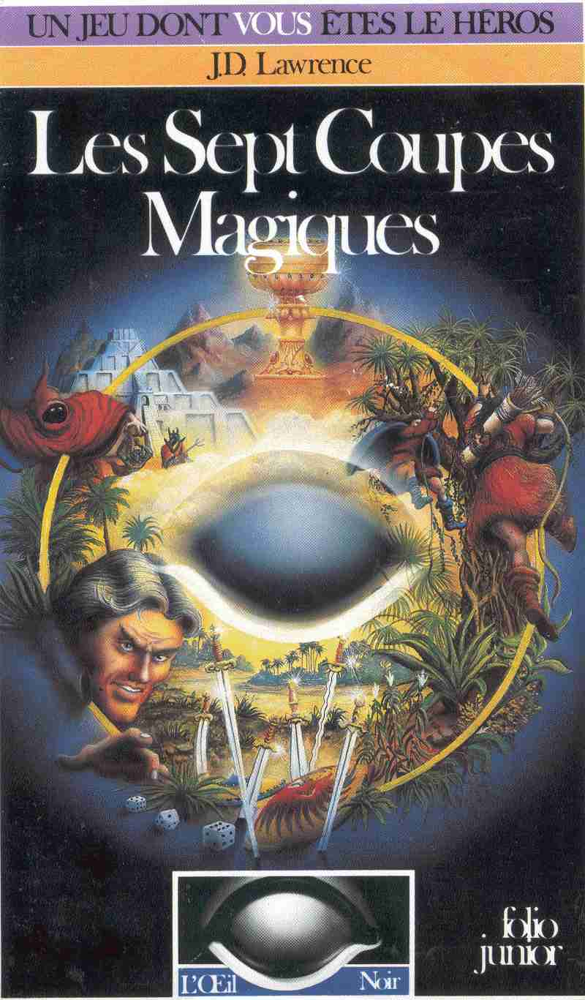 UN JEU DONT VOUS ÊTES LE HÉROS
J.D. Lawrence
Les Sept Coupes
Magiques
folio
junior
L'Œil Noir